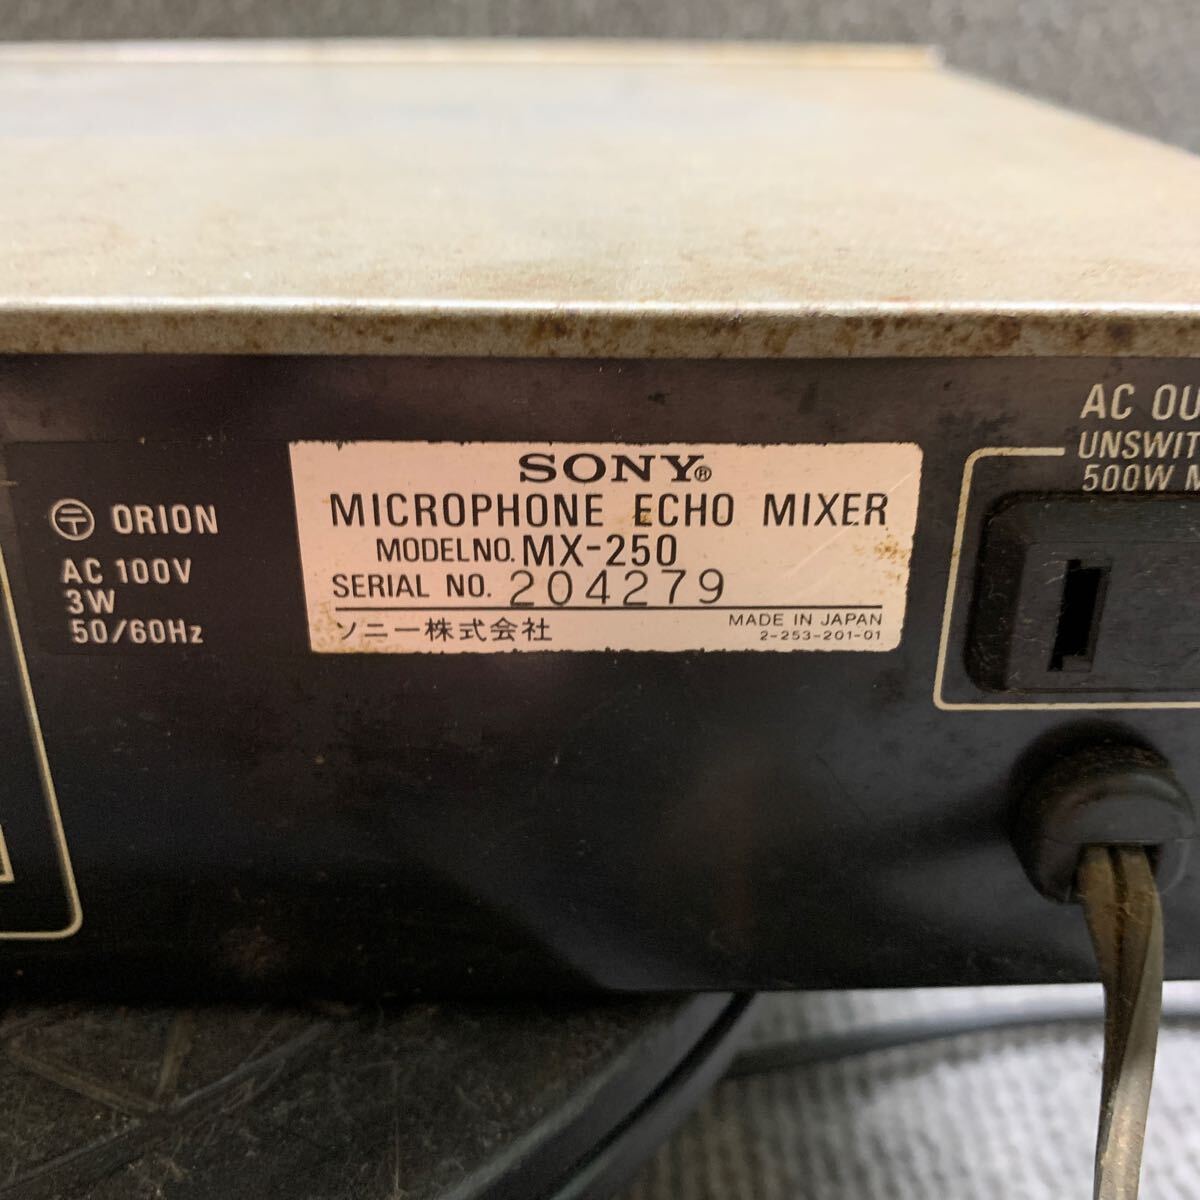 〒 ORION
AC 100V
3W
50/60Hz
SONY®
MICROPHONE ECHO MIXER
MODEL NO. MX-250
SERIAL NO. 204279
ソニー株式会社
MADE IN JAPAN
2-253-201-01
AC OU
UNSWIT
500W M